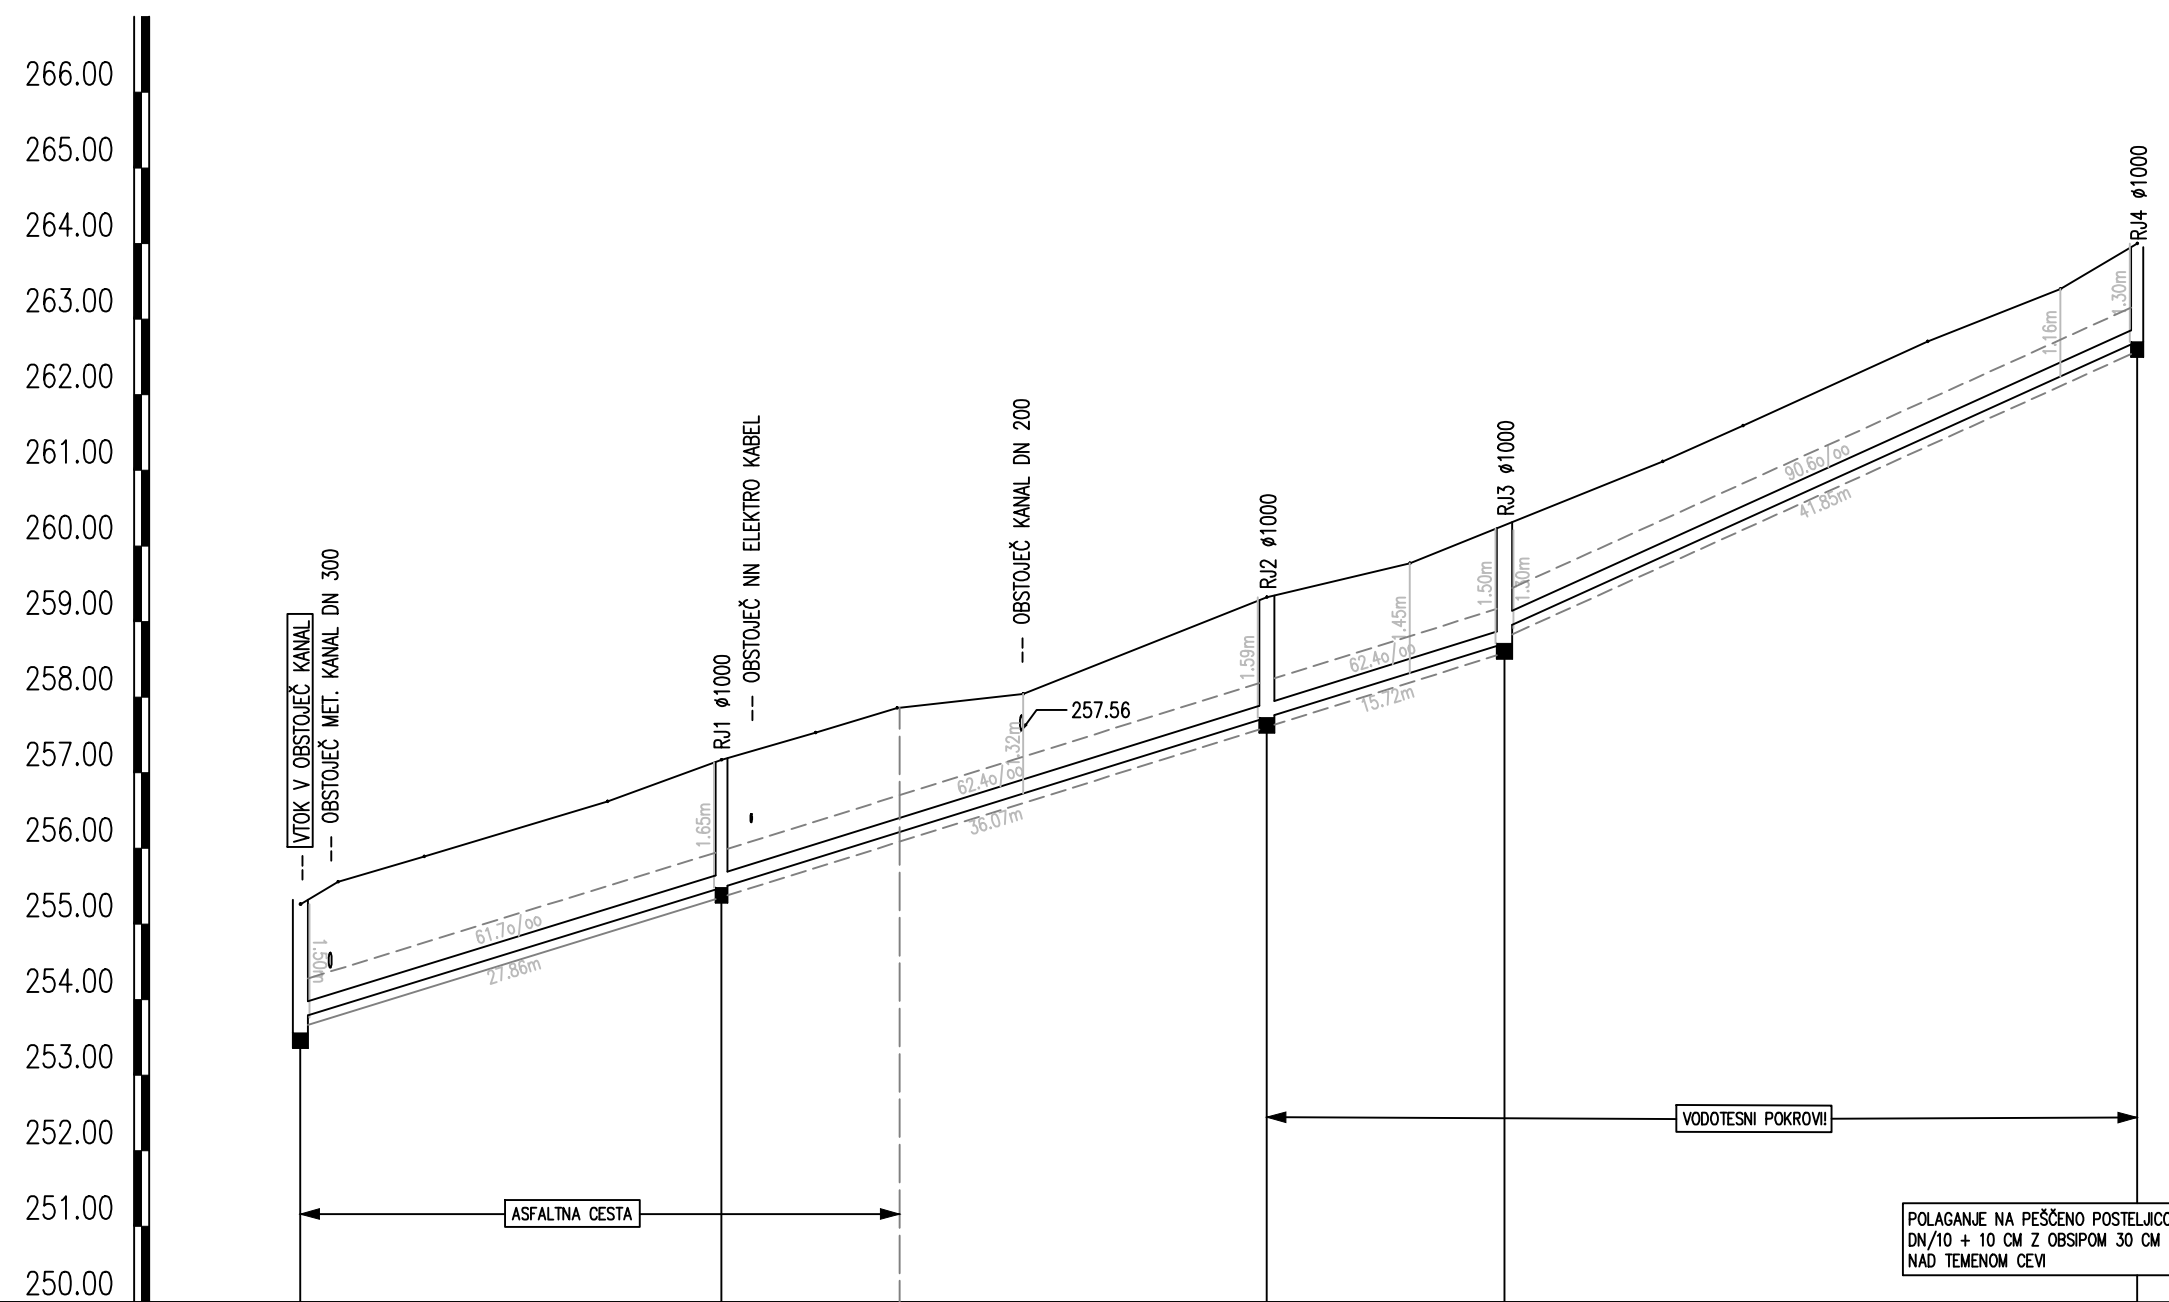 266.00
265.00
264.00
263.00
262.00
261.00
260.00
259.00
258.00
257.00
256.00
255.00
254.00
253.00
252.00
251.00
250.00
VTOK V OBSTOJEČ KANAL
OBSTOJEČ MET. KANAL DN 300
RJ1 ø1000
OBSTOJEČ NN ELEKTRO KABEL
OBSTOJEČ KANAL DN 200
RJ2 ø1000
RJ3 ø1000
RJ4 ø1000
257.56
1.50m
61.7o/oo
27.86m
1.65m
62.4o/oo
36.07m
1.32m
1.59m
62.4o/oo
15.72m
1.45m
1.50m
1.30m
90.6o/oo
41.85m
1.16m
1.30m
VODOTESNI POKROVI!
ASFALTNA CESTA
POLAGANJE NA PEŠČENO POSTELJICO
DN/10 + 10 CM Z OBSIPOM 30 CM
NAD TEMENOM CEVI